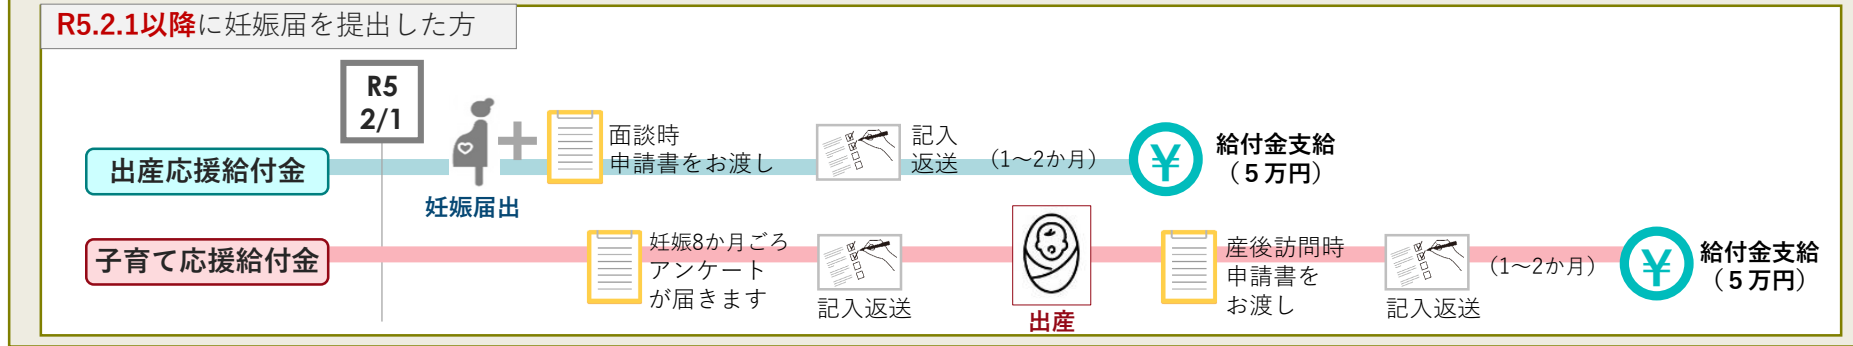 R5.2.1以降に妊娠届を提出した方
R5
2/1
出産応援給付金
妊娠届出
面談時
申請書をお渡し
記入
返送
（1～2か月）
¥
給付金支給
（５万円）
子育て応援給付金
妊娠8か月ごろ
アンケート
が届きます
記入返送
出産
産後訪問時
申請書を
お渡し
記入返送
（1～2か月）
¥
給付金支給
（５万円）